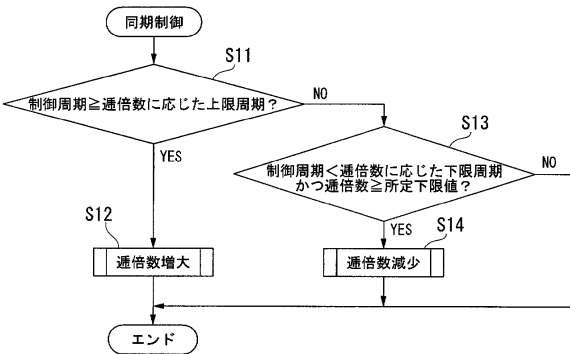 同期制御
S11
制御周期≧逓倍数に応じた上限周期?
NO
YES
S13
制御周期<逓倍数に応じた下限周期
かつ逓倍数≧所定下限値?
NO
YES
S12
逓倍数増大
S14
逓倍数減少
エンド